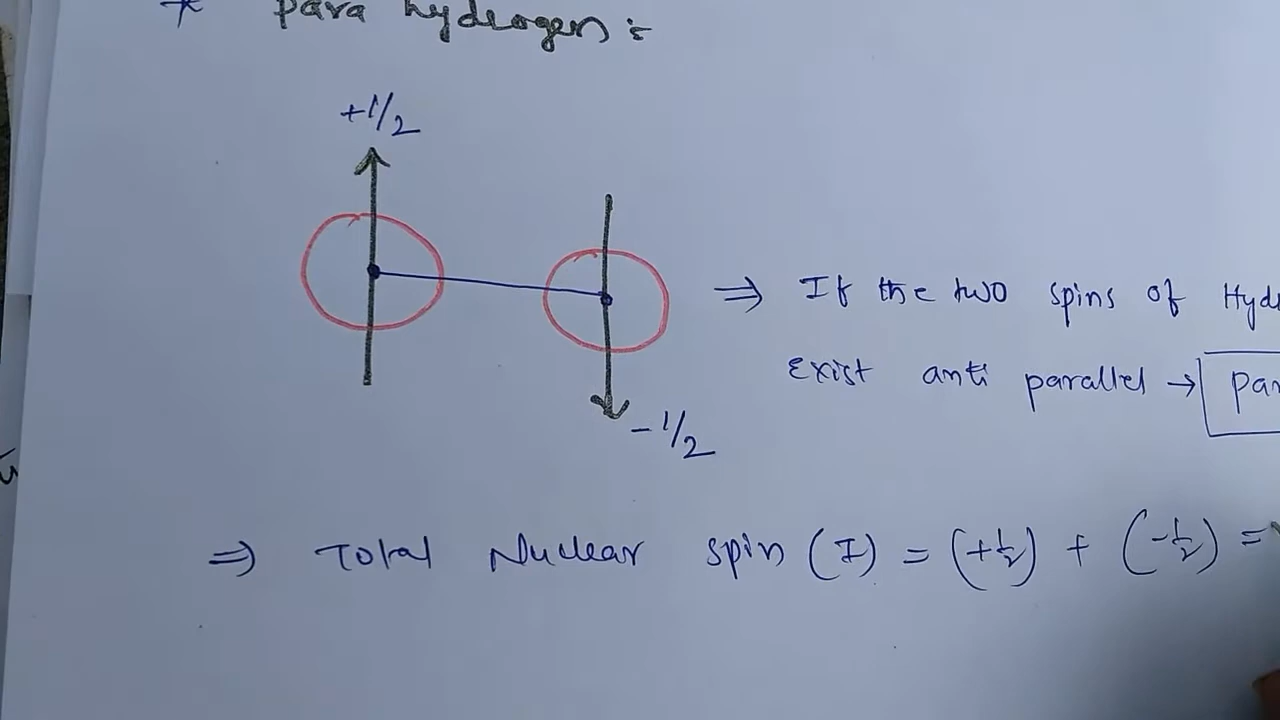 * Para hydrogen :-
+1/2
⇒ If the two spins of Hyd
exist anti parallel →
-1/2
⇒ Total Nuclear spin (I) = (+1/2) + (-1/2) =